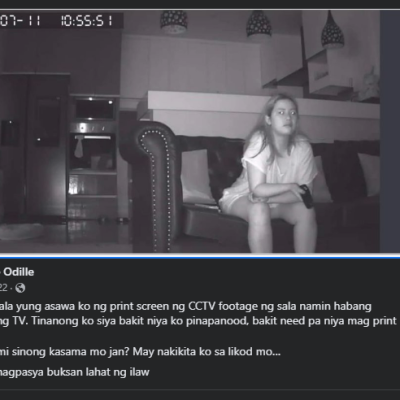 07-11 10:55:51
Odille
22 ·
ala yung asawa ko ng print screen ng CCTV footage ng sala namin habang
ng TV. Tinanong ko siya bakit niya ko pinapanood, bakit need pa niya mag print
mi sinong kasama mo jan? May nakikita ko sa likod mo...
nagpasya buksan lahat ng ilaw